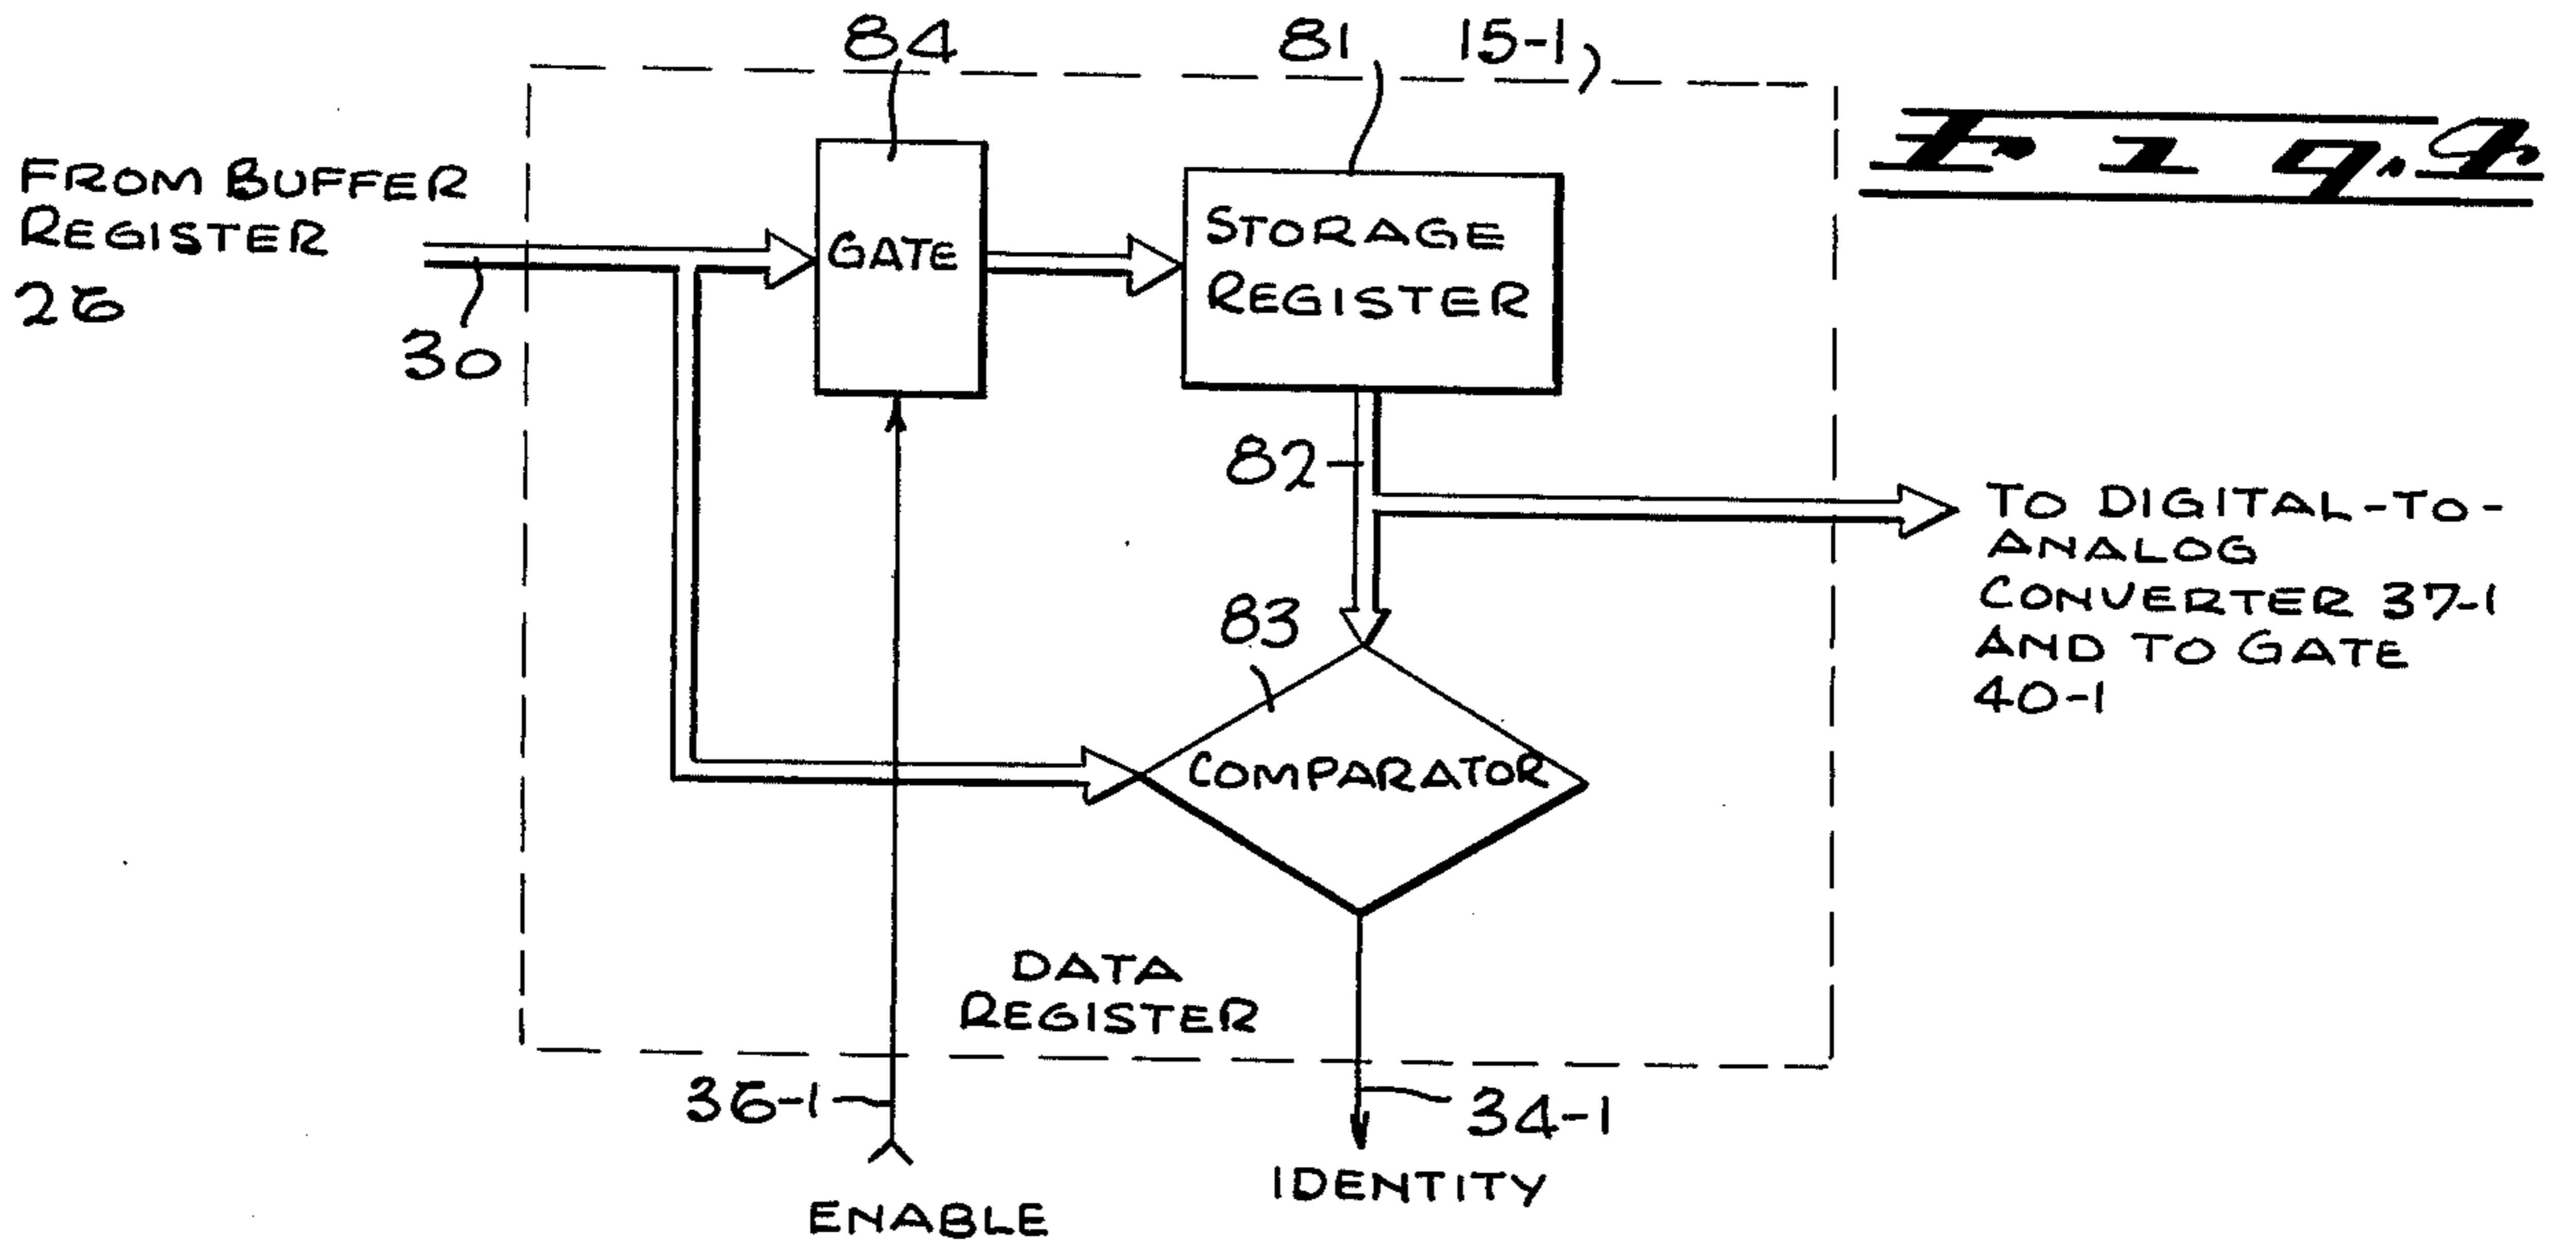 84
81
15-1
Fig. 4.
FROM BUFFER
REGISTER
26
30
GATE
STORAGE
REGISTER
82
TO DIGITAL-TO-
ANALOG
CONVERTER 37-1
AND TO GATE
40-1
83
COMPARATOR
DATA
REGISTER
36-1
34-1
IDENTITY
ENABLE